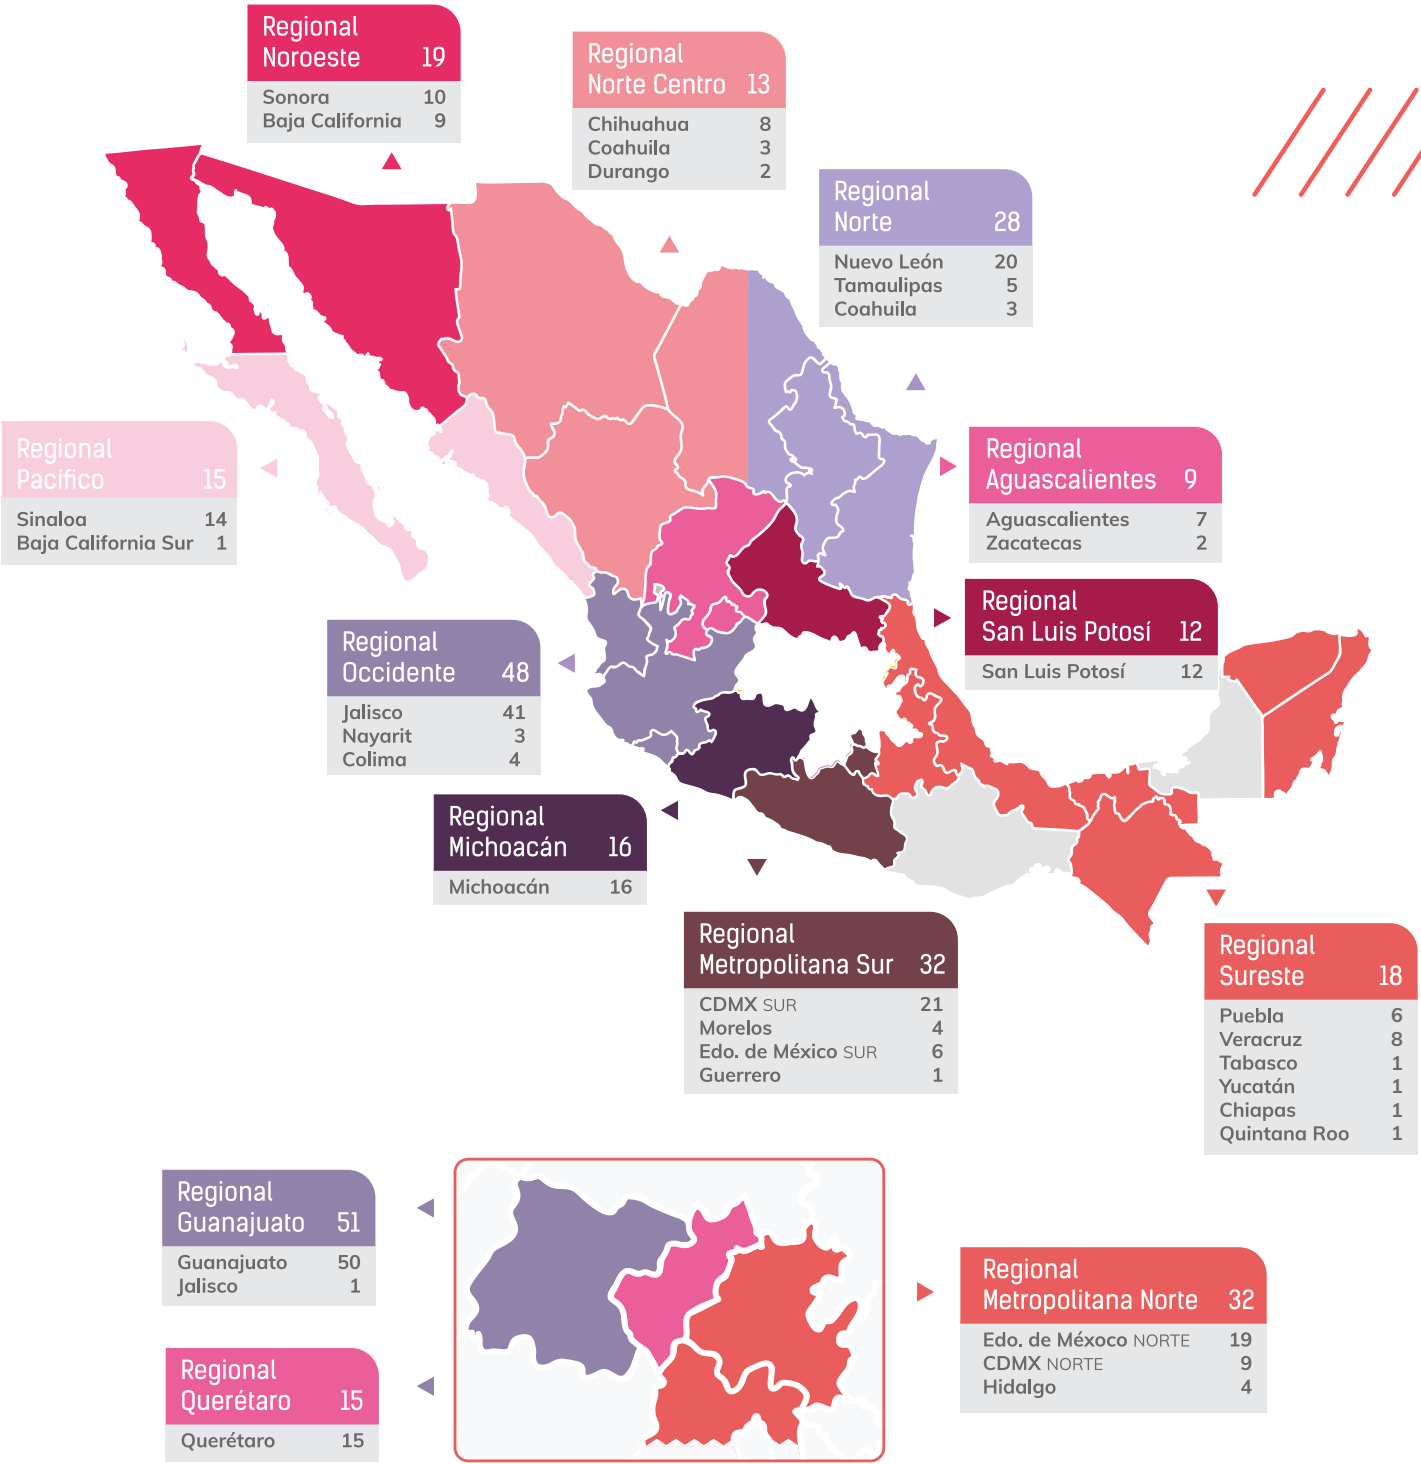 Regional
Noroeste 19
Sonora 10
Baja California 9
Regional
Norte Centro 13
Chihuahua 8
Coahuila 3
Durango 2
Regional
Norte 28
Nuevo León 20
Tamaulipas 5
Coahuila 3
Regional
Pacífico 15
Sinaloa 14
Baja California Sur 1
Regional
Aguascalientes 9
Aguascalientes 7
Zacatecas 2
Regional
San Luis Potosí 12
San Luis Potosí 12
Regional
Occidente 48
Jalisco 41
Nayarit 3
Colima 4
Regional
Michoacán 16
Michoacán 16
Regional
Metropolitana Sur 32
CDMX SUR 21
Morelos 4
Edo. de México SUR 6
Guerrero 1
Regional
Sureste 18
Puebla 6
Veracruz 8
Tabasco 1
Yucatán 1
Chiapas 1
Quintana Roo 1
Regional
Guanajuato 51
Guanajuato 50
Jalisco 1
Regional
Querétaro 15
Querétaro 15
Regional
Metropolitana Norte 32
Edo. de Méxoco NORTE 19
CDMX NORTE 9
Hidalgo 4